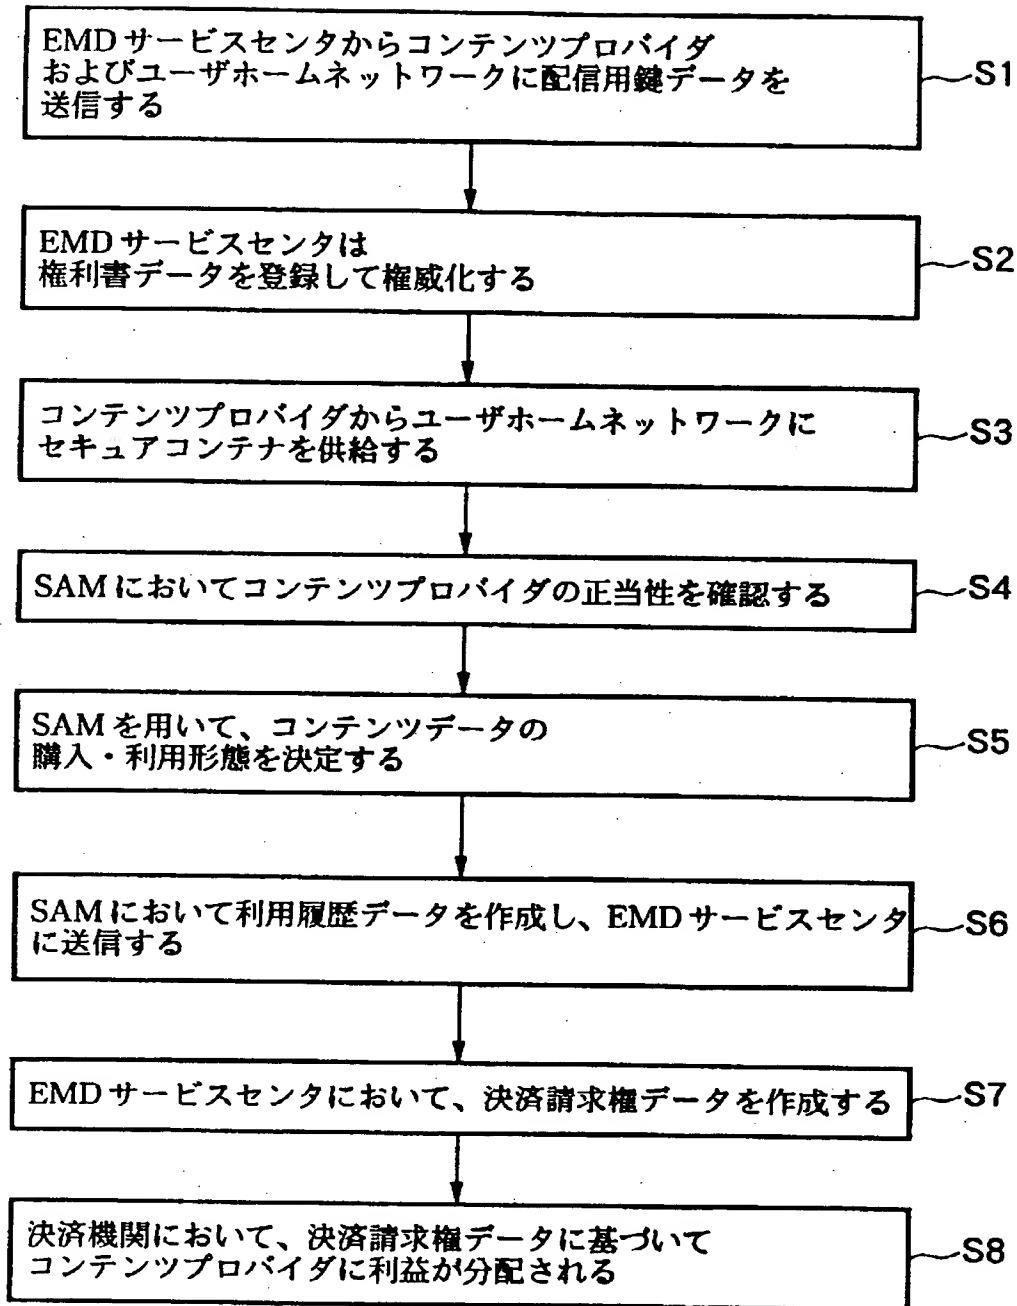 EMDサービスセンタからコンテンツプロバイダ
およびユーザホームネットワークに配信用鍵データを
送信する
S1
EMDサービスセンタは
権利書データを登録して権威化する
S2
コンテンツプロバイダからユーザホームネットワークに
セキュアコンテナを供給する
S3
SAMにおいてコンテンツプロバイダの正当性を確認する
S4
SAMを用いて、コンテンツデータの
購入・利用形態を決定する
S5
SAMにおいて利用履歴データを作成し、EMDサービスセンタ
に送信する
S6
EMDサービスセンタにおいて、決済請求権データを作成する
S7
決済機関において、決済請求権データに基づいて
コンテンツプロバイダに利益が分配される
S8